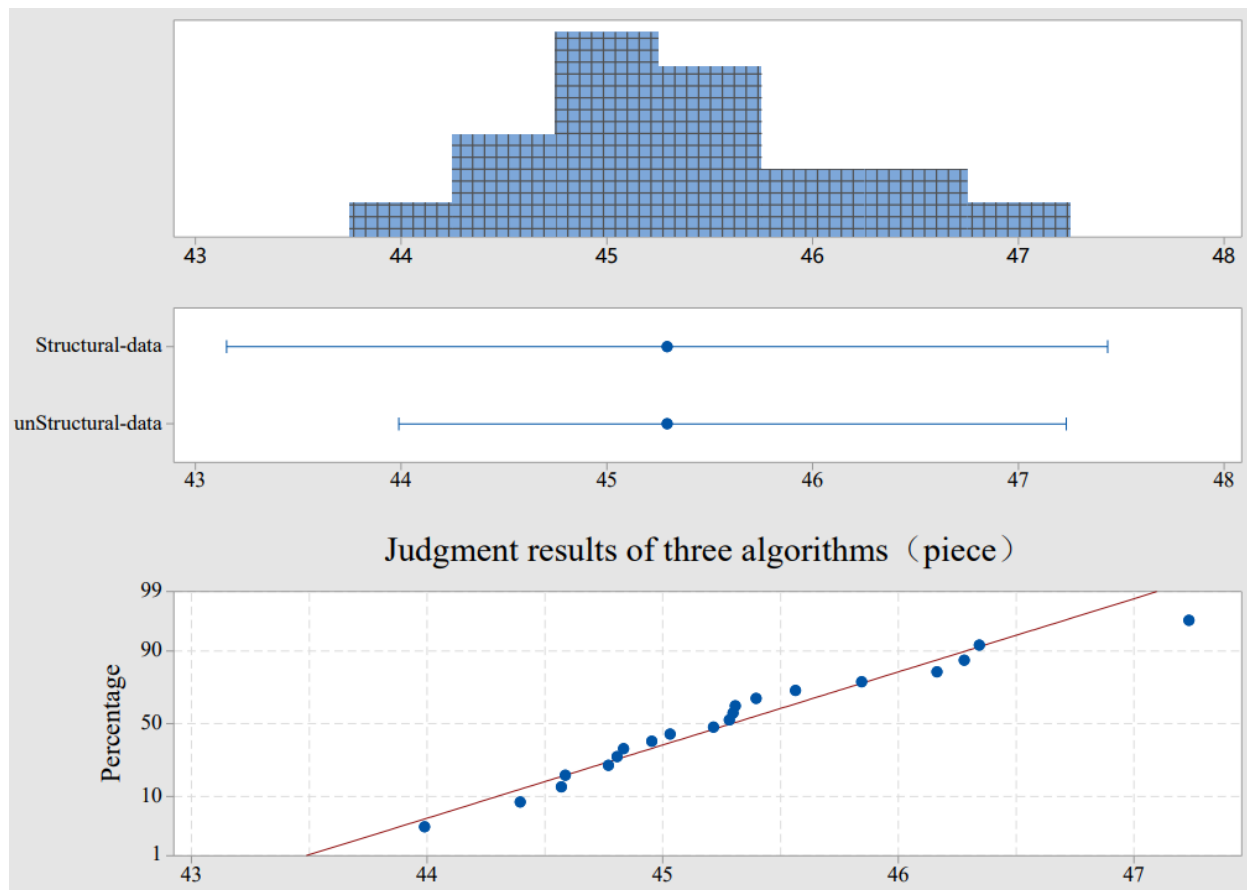 43 44 45 46 47 48
Structural-data
unStructural-data
43 44 45 46 47 48
Judgment results of three algorithms（piece）
99
90
50
10
1
Percentage
43 44 45 46 47